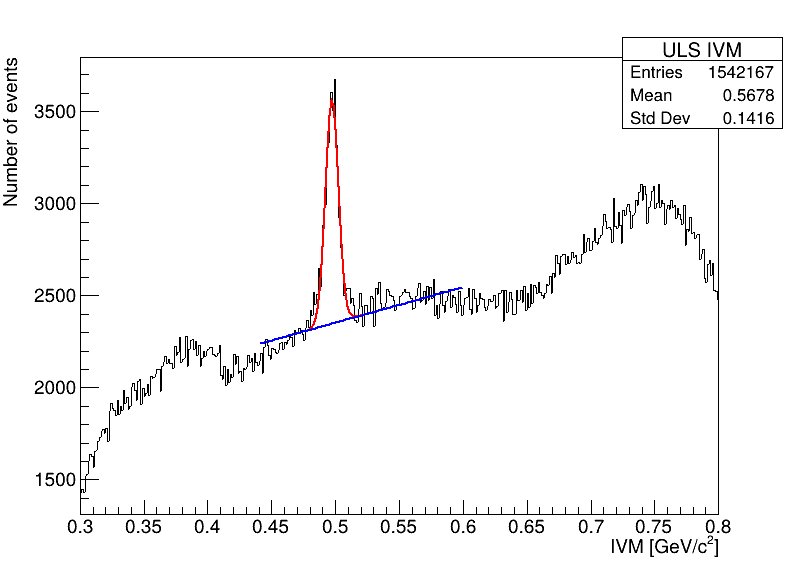 ULS IVM
Entries 1542167
Mean 0.5678
Std Dev 0.1416
Number of events
3500
3000
2500
2000
1500
0.3 0.35 0.4 0.45 0.5 0.55 0.6 0.65 0.7 0.75 0.8
IVM [GeV/c²]